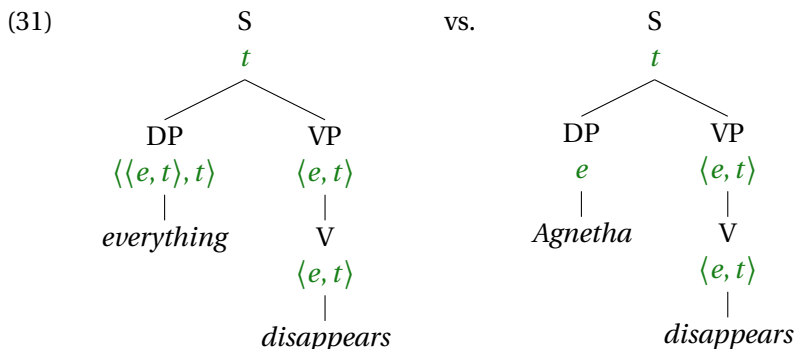 (31) S vs. S
t t
DP VP DP VP
⟨⟨e, t⟩, t⟩ ⟨e, t⟩ e ⟨e, t⟩
everything V Agnetha V
⟨e, t⟩ ⟨e, t⟩
disappears disappears